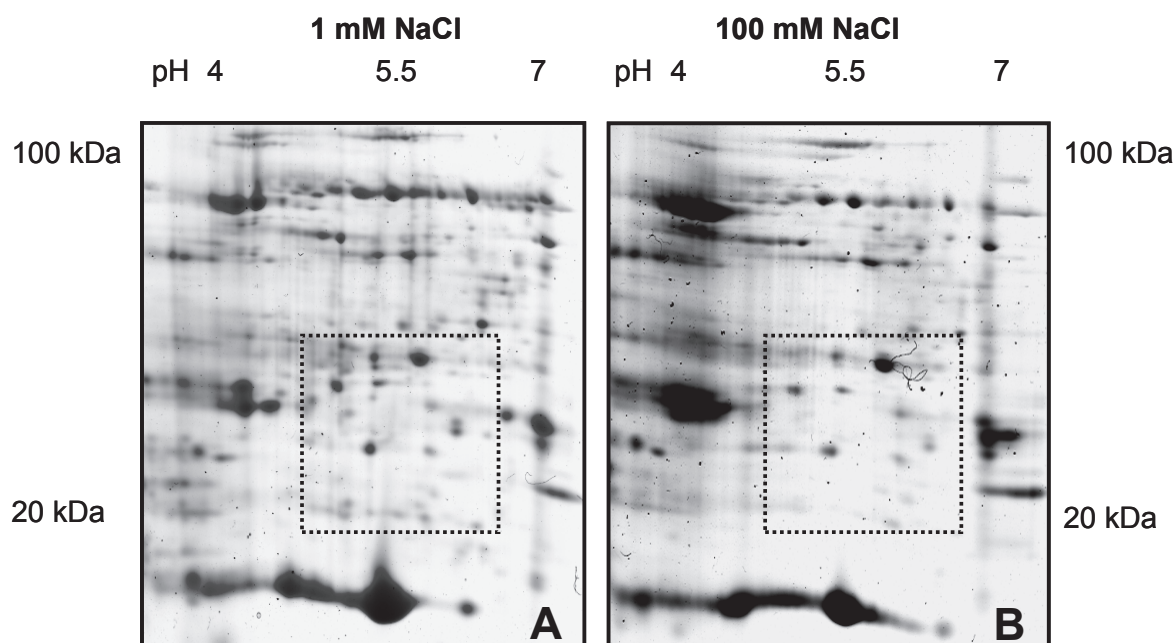 1 mM NaCl 100 mM NaCl
pH 4 5.5 7 pH 4 5.5 7
100 kDa 100 kDa
20 kDa 20 kDa
A B